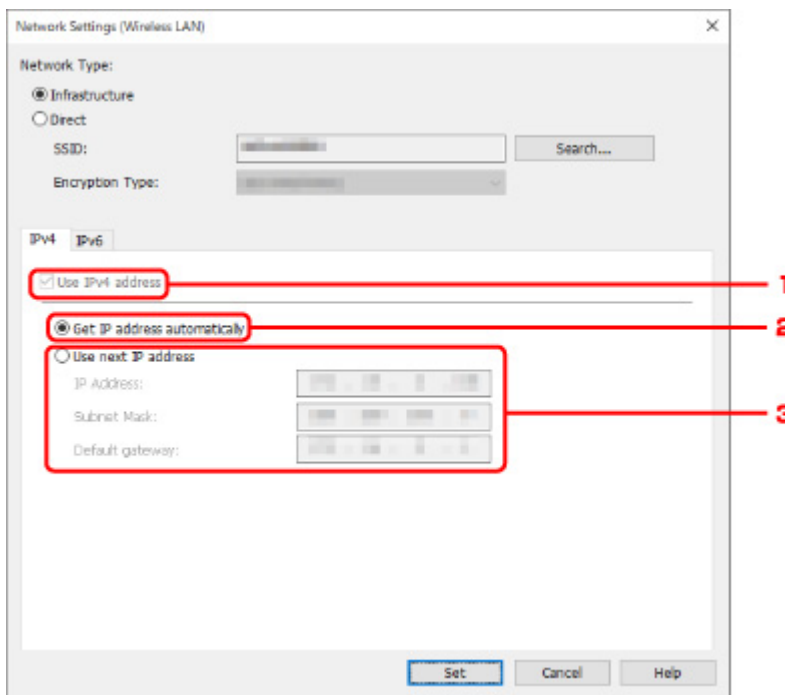 Network Settings (Wireless LAN)
Network Type:
Infrastructure
Direct
SSID:
Search...
Encryption Type:
IPv4 IPv6
Use IPv4 address
1
Get IP address automatically
2
Use next IP address
IP Address:
Subnet Mask:
3
Default gateway:
Set Cancel Help